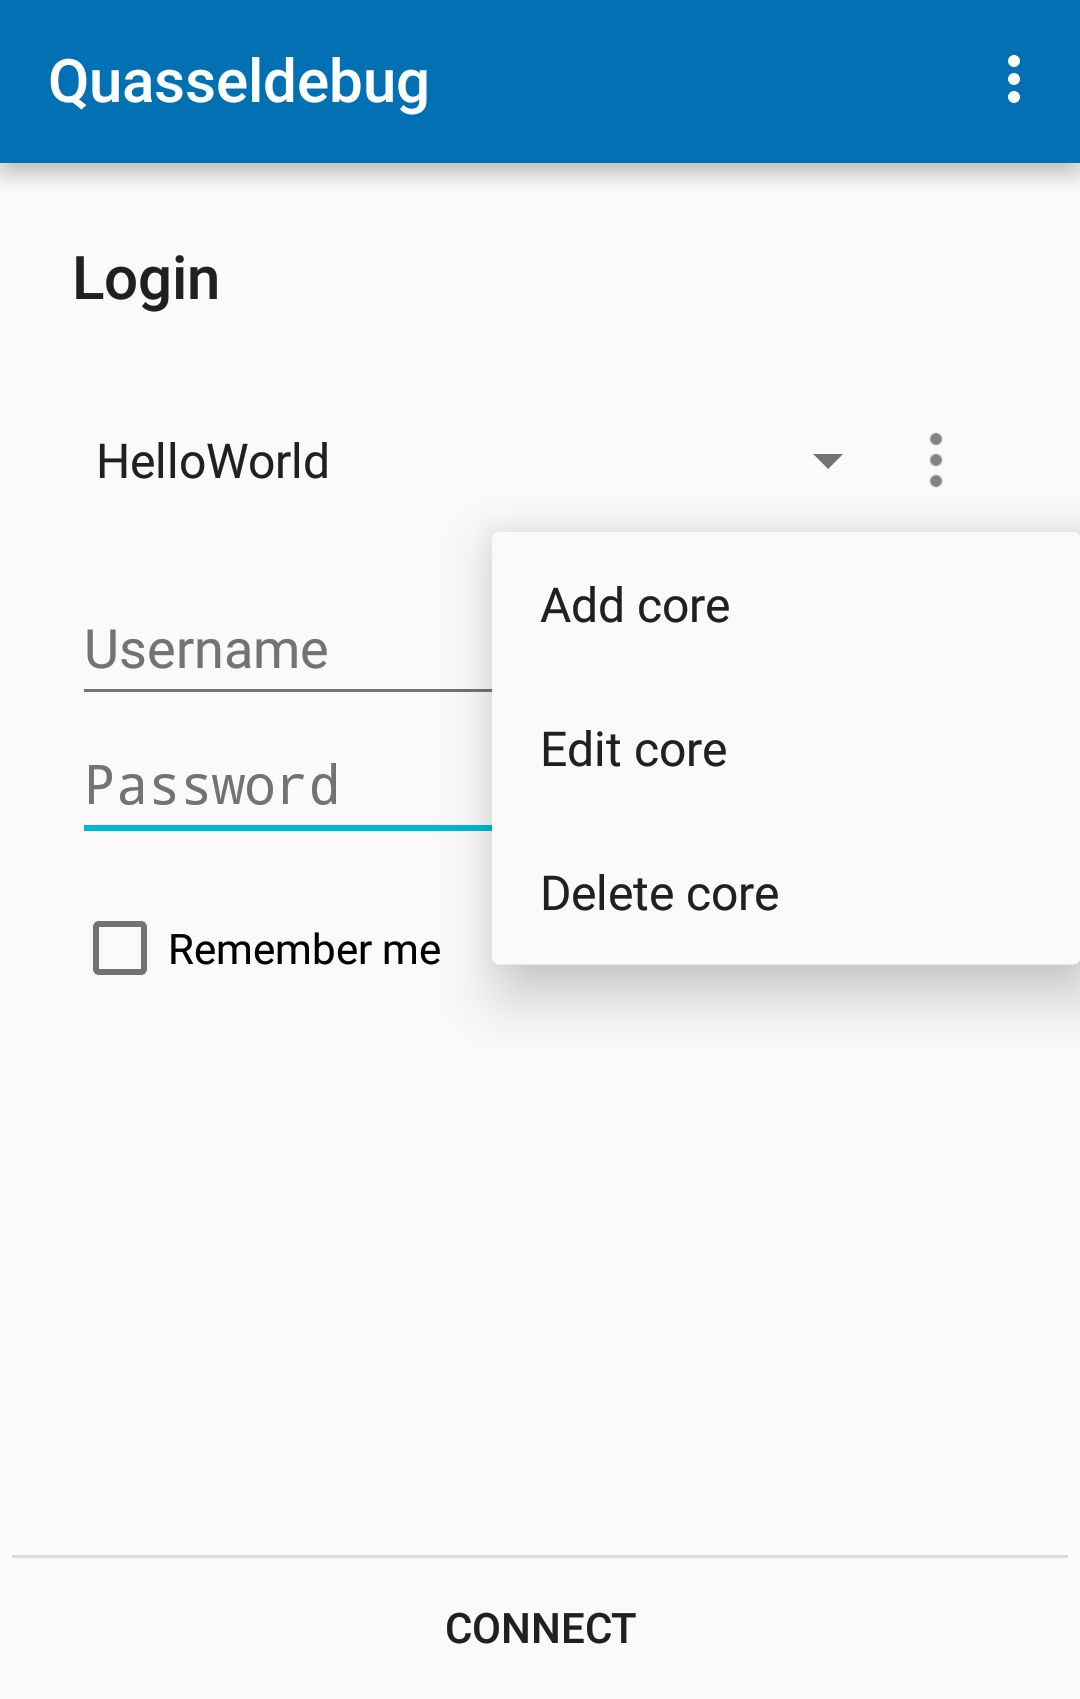 Quasseldebug
Login
HelloWorld
Add core
Username
Edit core
Password
Delete core
Remember me
CONNECT